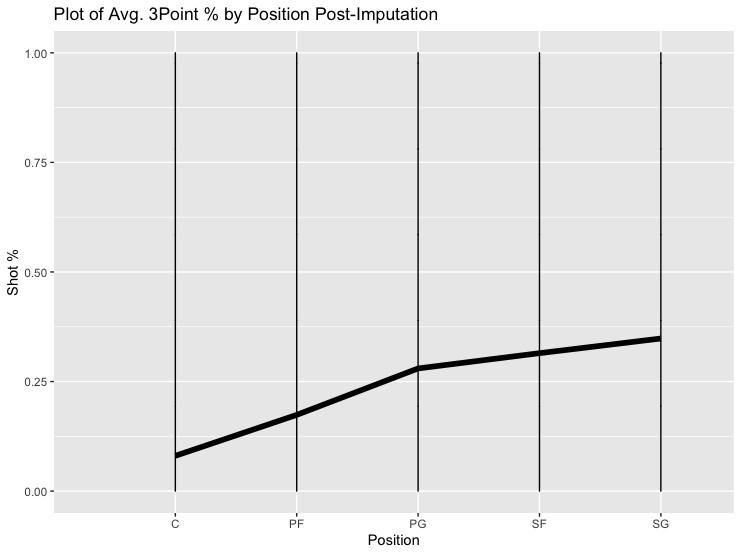 Plot of Avg. 3Point % by Position Post-Imputation
1.00
0.75
0.50
0.25
0.00
Shot %
C PF PG SF SG
Position